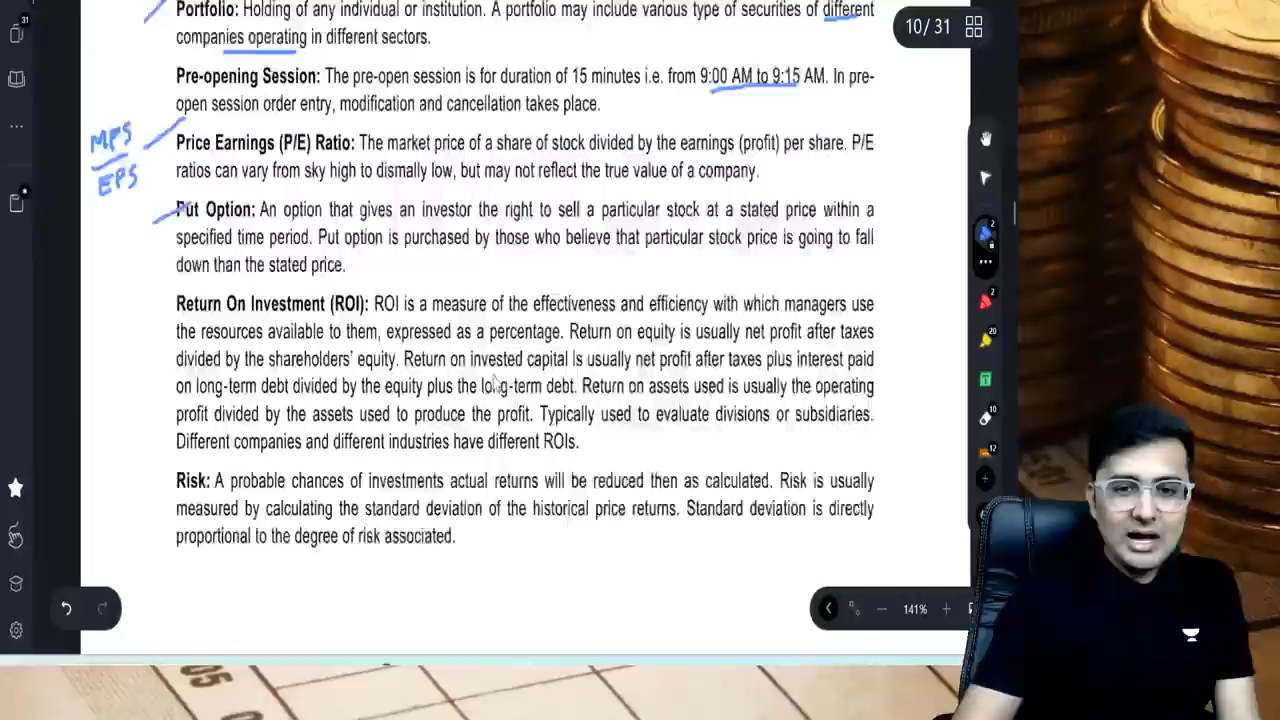 31
Portfolio: Holding of any individual or institution. A portfolio may include various type of securities of different
companies operating in different sectors.
10/ 31
Pre-opening Session: The pre-open session is for duration of 15 minutes i.e. from 9:00 AM to 9:15 AM. In pre-
open session order entry, modification and cancellation takes place.
MPS
EPS
Price Earnings (P/E) Ratio: The market price of a share of stock divided by the earnings (profit) per share. P/E
ratios can vary from sky high to dismally low, but may not reflect the true value of a company.
Put Option: An option that gives an investor the right to sell a particular stock at a stated price within a
specified time period. Put option is purchased by those who believe that particular stock price is going to fall
down than the stated price.
2
2
20
T
10
12
Return On Investment (ROI): ROI is a measure of the effectiveness and efficiency with which managers use
the resources available to them, expressed as a percentage. Return on equity is usually net profit after taxes
divided by the shareholders' equity. Return on invested capital Is usually net profit after taxes plus interest paid
on long-term debt divided by the equity plus the long-term debt. Return on assets used is usually the operating
profit divided by the assets used to produce the profit. Typically used to evaluate divisions or subsidiaries.
Different companies and different industries have different ROIs.
Risk: A probable chances of investments actual returns will be reduced then as calculated. Risk is usually
measured by calculating the standard deviation of the historical price returns. Standard deviation is directly
proportional to the degree of risk associated.
141%
05